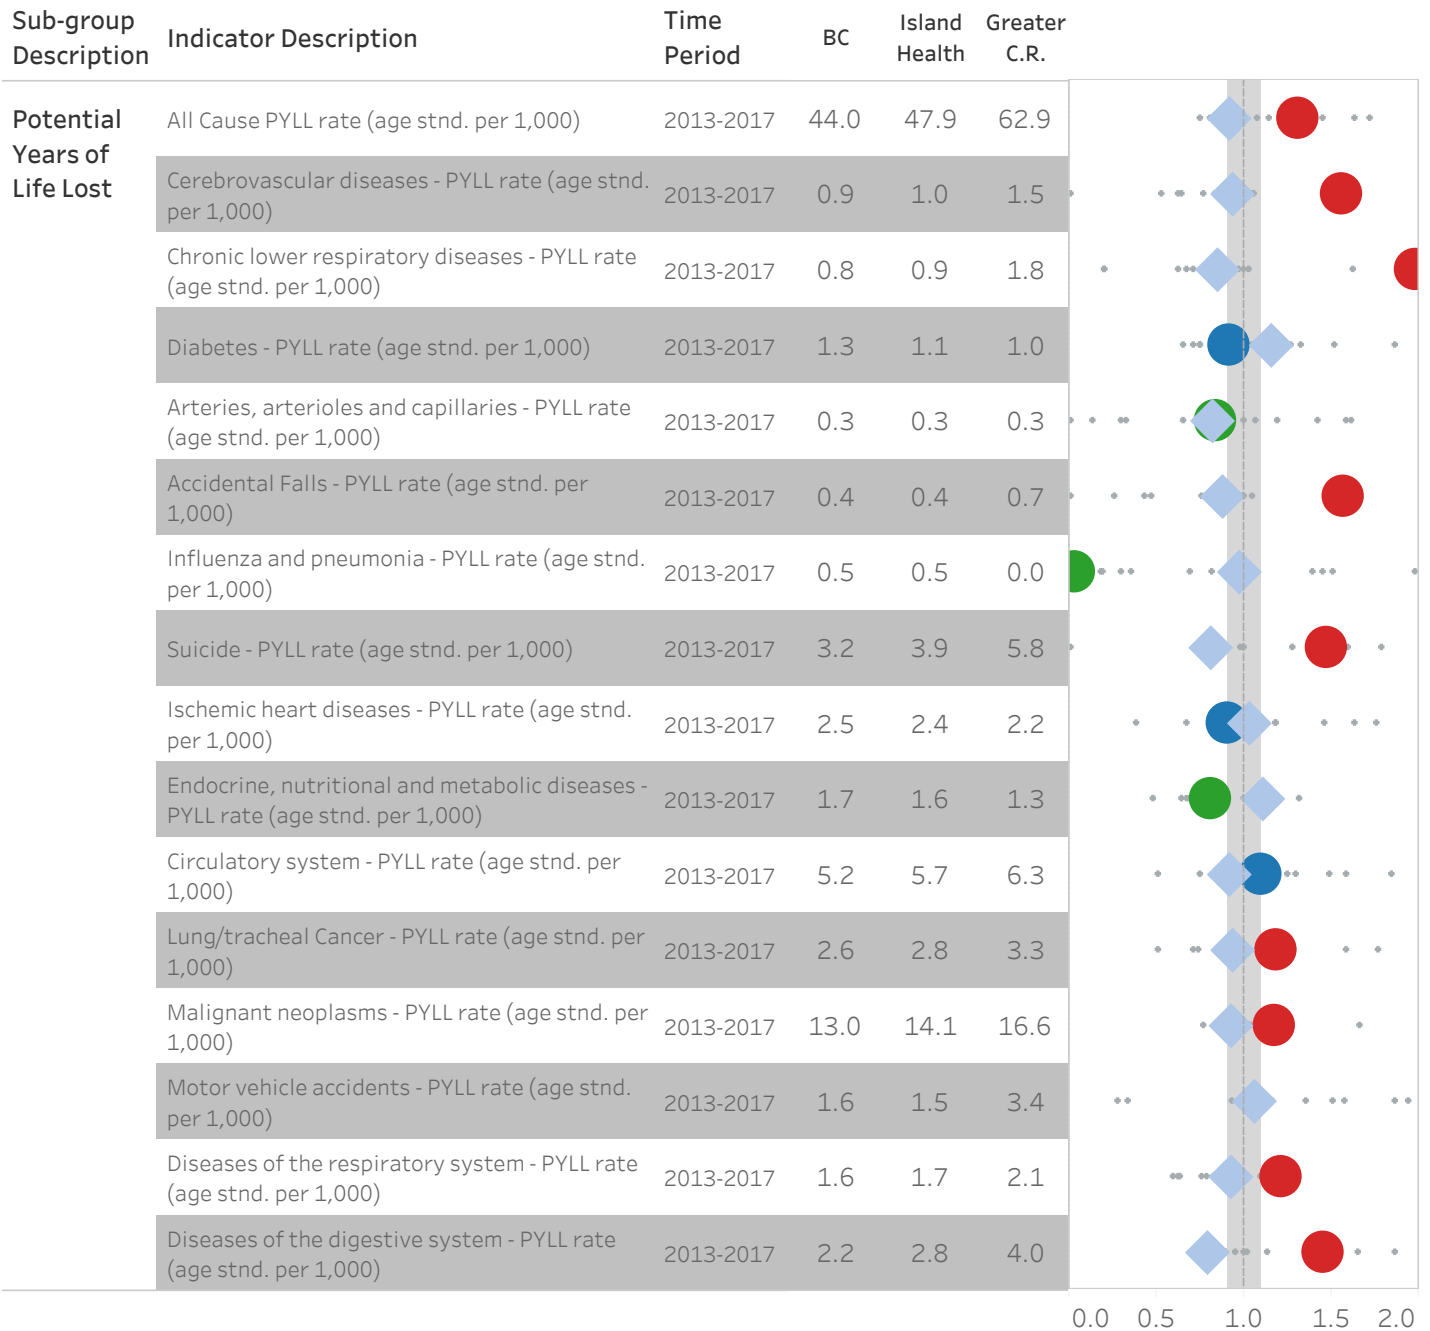 Sub-group Description Indicator Description Time Period BC Island Health Greater C.R.
Potential Years of Life Lost
All Cause PYLL rate (age stnd. per 1,000) 2013-2017 44.0 47.9 62.9
Cerebrovascular diseases - PYLL rate (age stnd. per 1,000) 2013-2017 0.9 1.0 1.5
Chronic lower respiratory diseases - PYLL rate (age stnd. per 1,000) 2013-2017 0.8 0.9 1.8
Diabetes - PYLL rate (age stnd. per 1,000) 2013-2017 1.3 1.1 1.0
Arteries, arterioles and capillaries - PYLL rate (age stnd. per 1,000) 2013-2017 0.3 0.3 0.3
Accidental Falls - PYLL rate (age stnd. per 1,000) 2013-2017 0.4 0.4 0.7
Influenza and pneumonia - PYLL rate (age stnd. per 1,000) 2013-2017 0.5 0.5 0.0
Suicide - PYLL rate (age stnd. per 1,000) 2013-2017 3.2 3.9 5.8
Ischemic heart diseases - PYLL rate (age stnd. per 1,000) 2013-2017 2.5 2.4 2.2
Endocrine, nutritional and metabolic diseases - PYLL rate (age stnd. per 1,000) 2013-2017 1.7 1.6 1.3
Circulatory system - PYLL rate (age stnd. per 1,000) 2013-2017 5.2 5.7 6.3
Lung/tracheal Cancer - PYLL rate (age stnd. per 1,000) 2013-2017 2.6 2.8 3.3
Malignant neoplasms - PYLL rate (age stnd. per 1,000) 2013-2017 13.0 14.1 16.6
Motor vehicle accidents - PYLL rate (age stnd. per 1,000) 2013-2017 1.6 1.5 3.4
Diseases of the respiratory system - PYLL rate (age stnd. per 1,000) 2013-2017 1.6 1.7 2.1
Diseases of the digestive system - PYLL rate (age stnd. per 1,000) 2013-2017 2.2 2.8 4.0
0.0 0.5 1.0 1.5 2.0